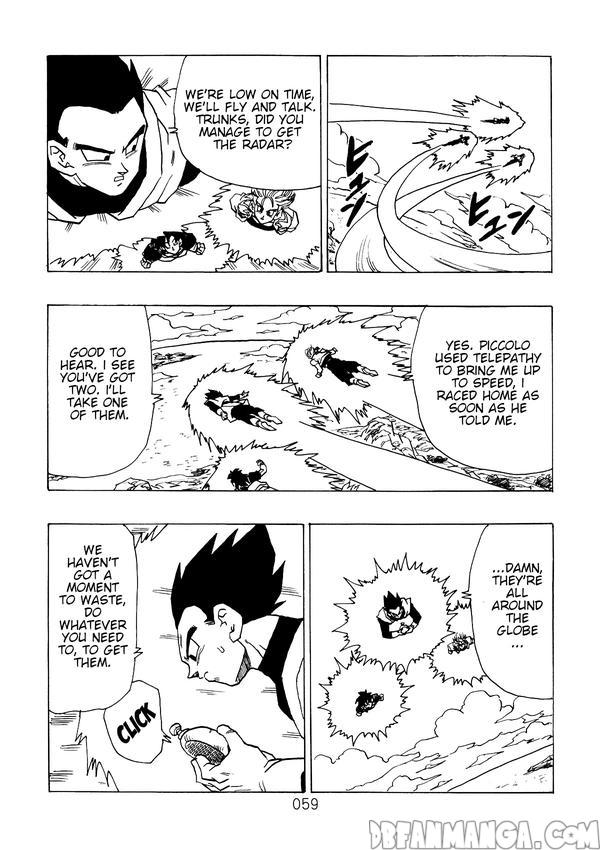 ヒュン
ヒュン
WE'RE LOW ON TIME,
WE'LL FLY AND TALK.
TRUNKS, DID YOU
MANAGE TO GET
THE RADAR?
YES. PICCOLO
USED TELEPATHY
TO BRING ME UP
TO SPEED, I
RACED HOME AS
SOON AS HE
TOLD ME.
GOOD TO
HEAR. I SEE
YOU'VE GOT
TWO. I'LL
TAKE ONE
OF THEM.
...DAMN,
THEY'RE
ALL
AROUND
THE
GLOBE
...
WE
HAVEN'T
GOT A
MOMENT
TO WASTE,
DO
WHATEVER
YOU NEED
TO, TO GET
THEM.
CLICK
059
DBFANMANGA.COM